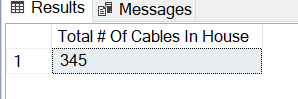 Results Messages
Total # Of Cables In House
1 345